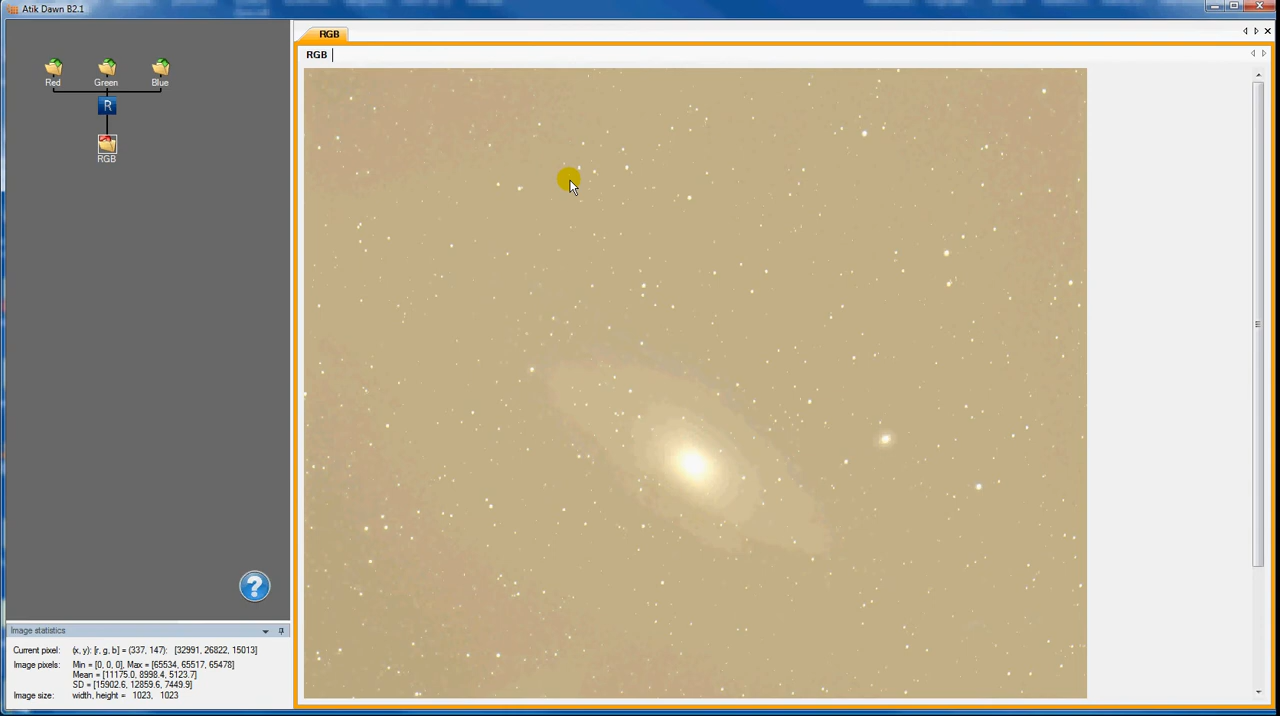 Atik Dawn B2.1
Red Green Blue
R
RGB
RGB
RGB
?
Image statistics
Current pixel: (x, y): [r, g, b] = (337, 147): [32991, 26822, 15013]
Image pixels: Min = [0, 0, 0], Max = [65534, 65517, 65478]
Mean = [11175.0, 8998.4, 5123.7]
SD = [15902.6, 12859.6, 7449.9]
Image size: width, height = 1023, 1023